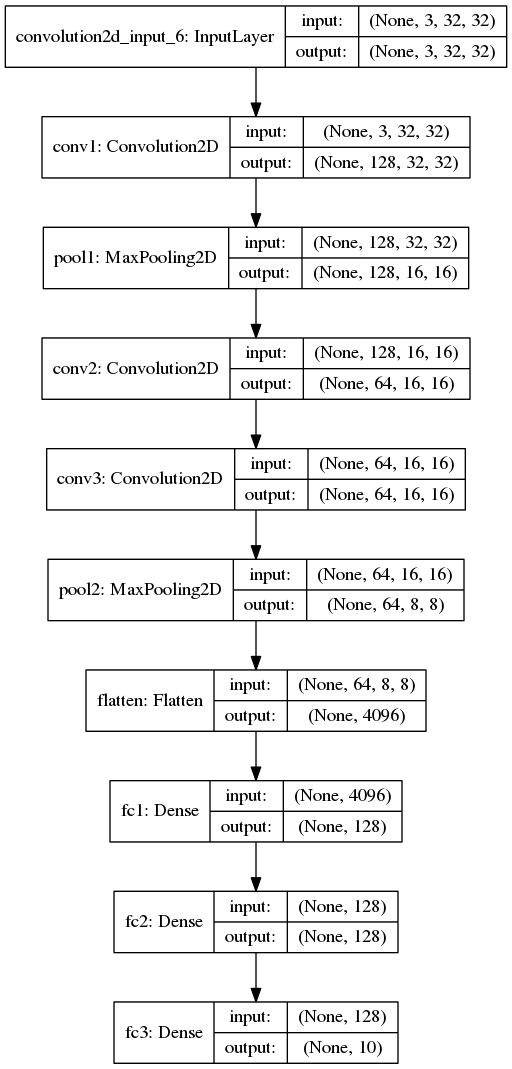 convolution2d_input_6: InputLayer
input:
(None, 3, 32, 32)
output:
(None, 3, 32, 32)
conv1: Convolution2D
input:
(None, 3, 32, 32)
output:
(None, 128, 32, 32)
pool1: MaxPooling2D
input:
(None, 128, 32, 32)
output:
(None, 128, 16, 16)
conv2: Convolution2D
input:
(None, 128, 16, 16)
output:
(None, 64, 16, 16)
conv3: Convolution2D
input:
(None, 64, 16, 16)
output:
(None, 64, 16, 16)
pool2: MaxPooling2D
input:
(None, 64, 16, 16)
output:
(None, 64, 8, 8)
flatten: Flatten
input:
(None, 64, 8, 8)
output:
(None, 4096)
fc1: Dense
input:
(None, 4096)
output:
(None, 128)
fc2: Dense
input:
(None, 128)
output:
(None, 128)
fc3: Dense
input:
(None, 128)
output:
(None, 10)